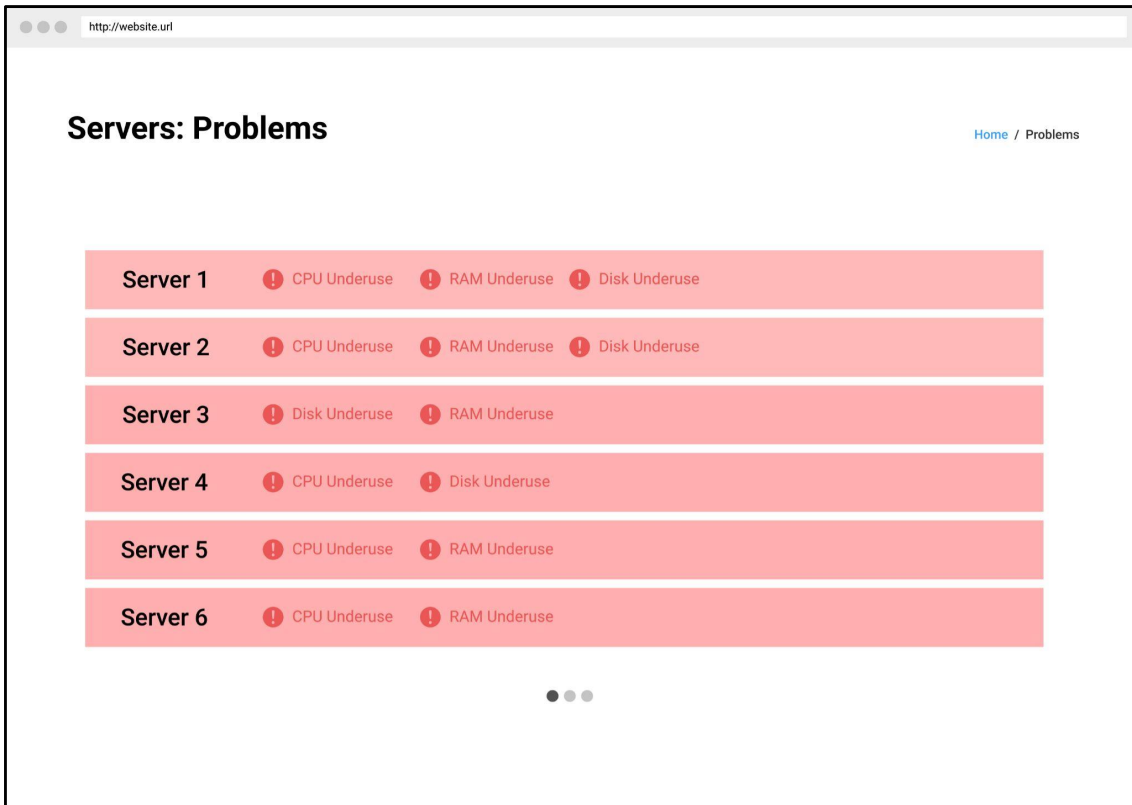 http://website.url
Servers: Problems
Home / Problems
Server 1 CPU Underuse RAM Underuse Disk Underuse
Server 2 CPU Underuse RAM Underuse Disk Underuse
Server 3 Disk Underuse RAM Underuse
Server 4 CPU Underuse Disk Underuse
Server 5 CPU Underuse RAM Underuse
Server 6 CPU Underuse RAM Underuse